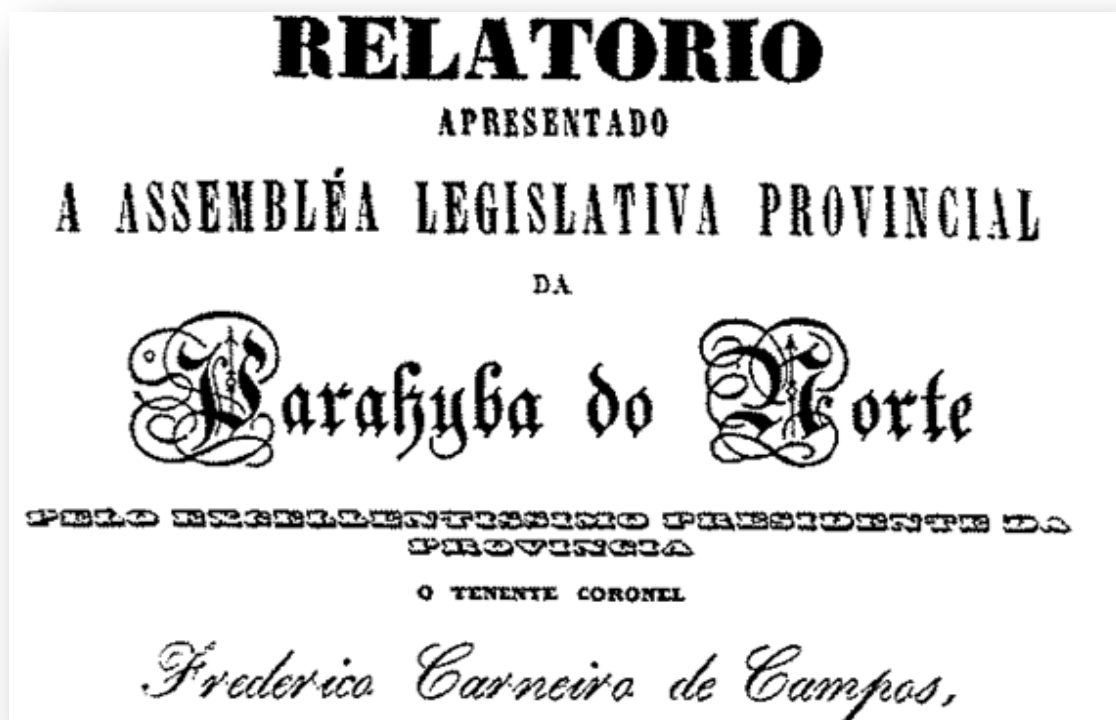 RELATORIO
APRESENTADO
A ASSEMBLÉA LEGISLATIVA PROVINCIAL
DA
Parahyba do Norte
PELO EXCELLENTISSIMO PRESIDENTE DA
PROVINCIA
O TENENTE CORONEL
Frederico Carneiro de Campos,